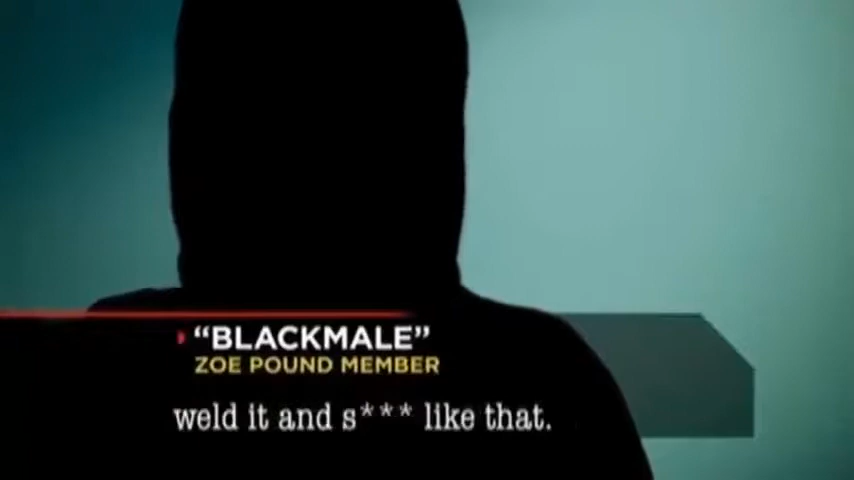 “BLACKMALE”
ZOE POUND MEMBER
weld it and s*** like that.